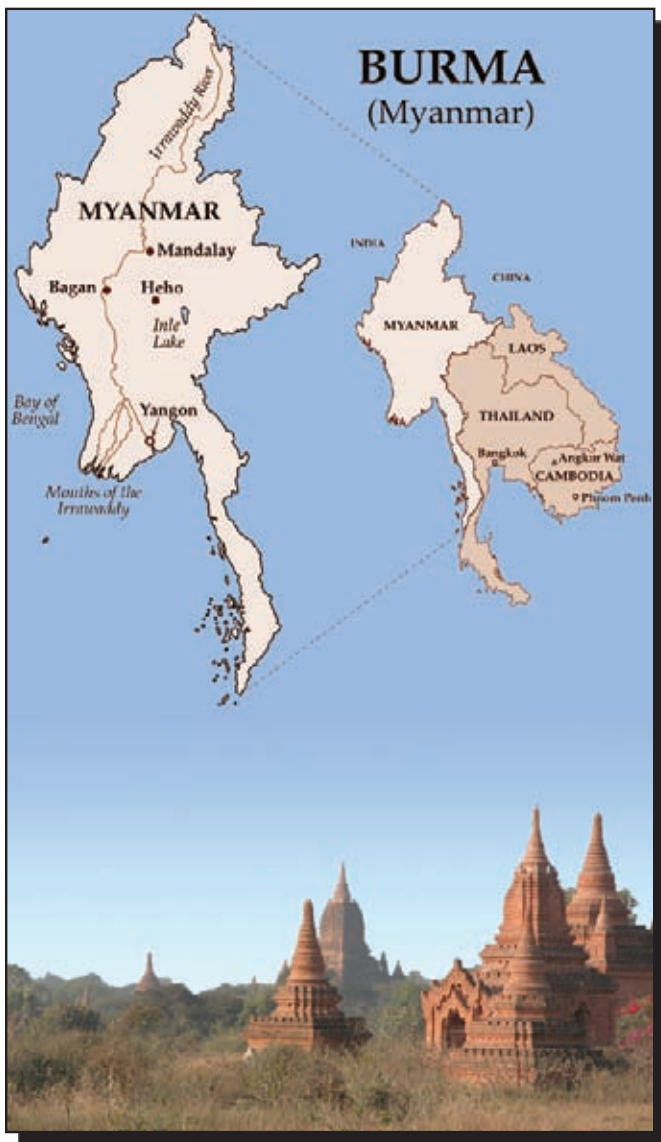 BURMA
(Myanmar)
Irrawaddy River
MYANMAR
Mandalay
Bagan
Heho
Inle
Lake
Bay of
Bengal
Yangon
Mouths of the
Irrawaddy
INDIA
CHINA
MYANMAR
LAOS
THAILAND
Bangkok
Angkor Wat
CAMBODIA
Phnom Penh